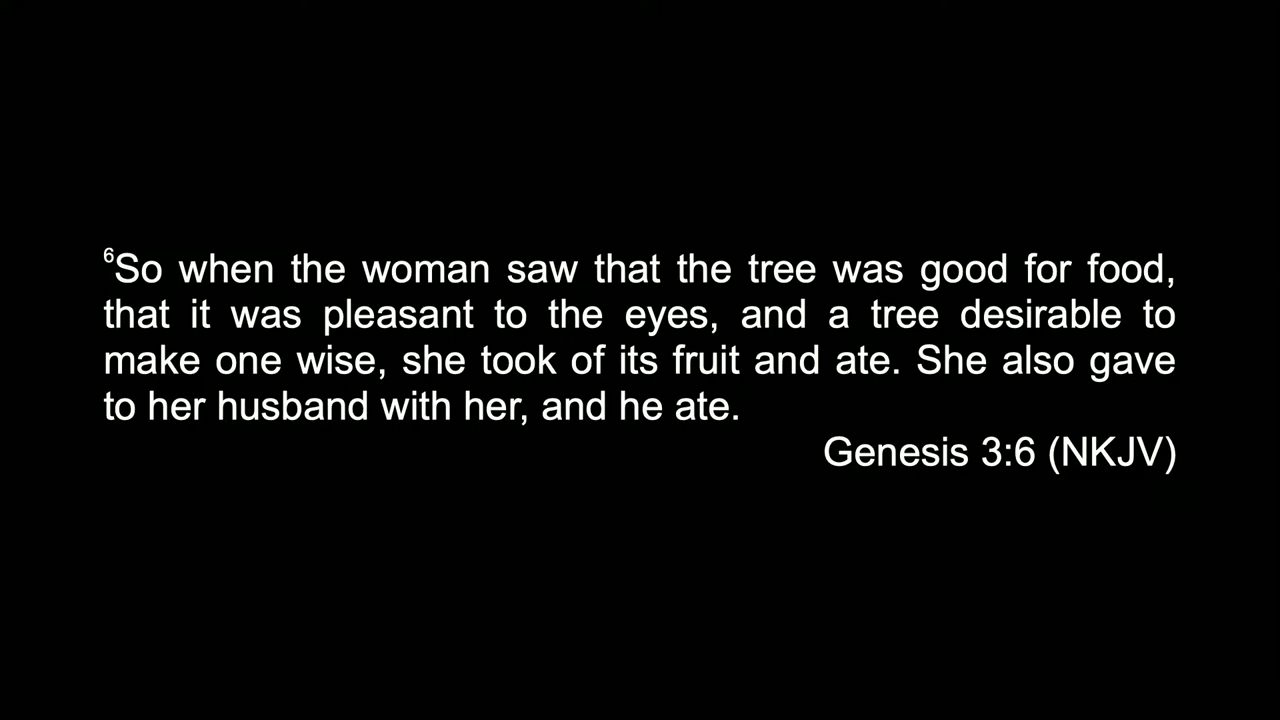 ⁶So when the woman saw that the tree was good for food,
that it was pleasant to the eyes, and a tree desirable to
make one wise, she took of its fruit and ate. She also gave
to her husband with her, and he ate.
Genesis 3:6 (NKJV)